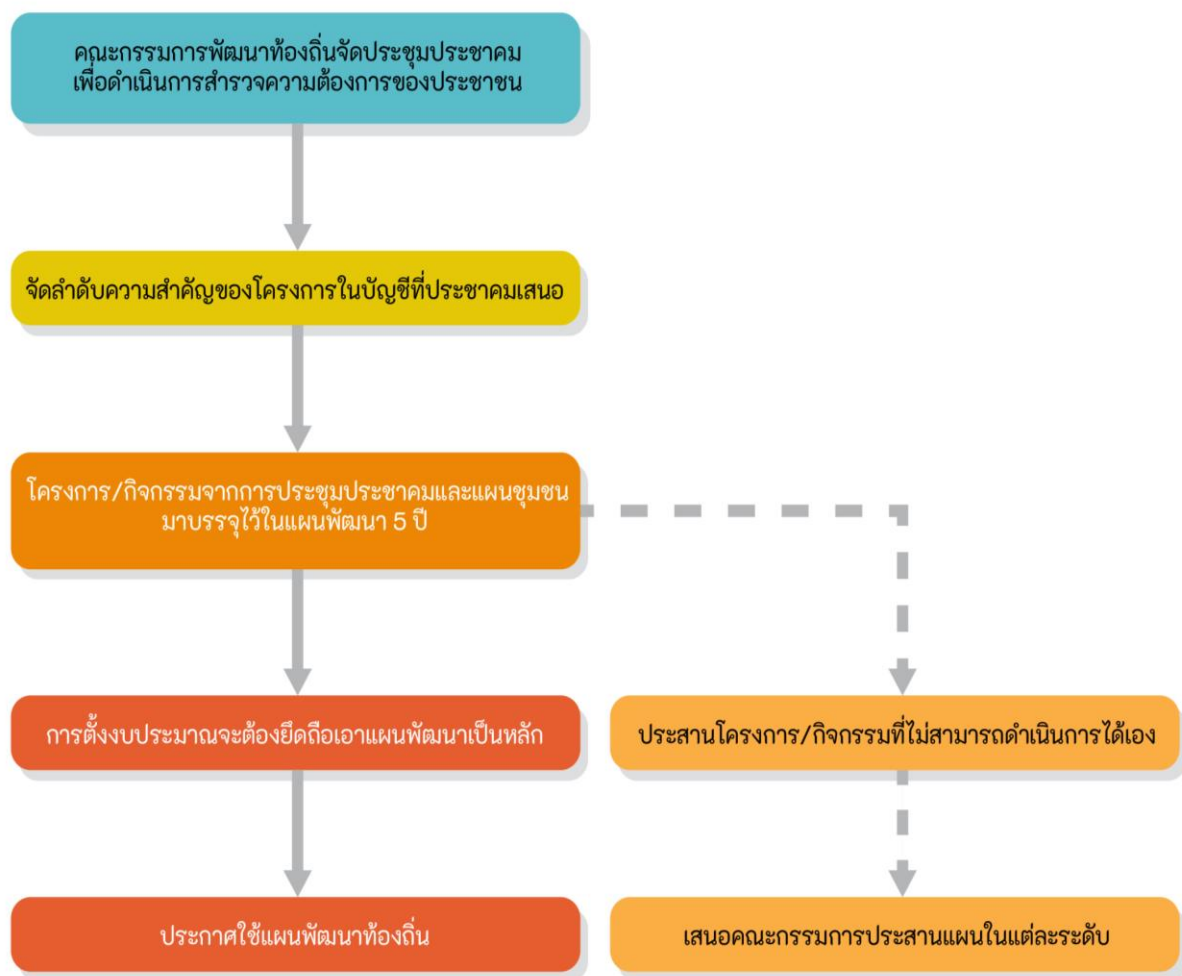 คณะกรรมการพัฒนาท้องถิ่นจัดประชุมประชาคม
เพื่อดำเนินการสำรวจความต้องการของประชาชน
จัดลำดับความสำคัญของโครงการในบัญชีที่ประชาคมเสนอ
โครงการ/กิจกรรมจากการประชุมประชาคมและแผนชุมชน
มาบรรจุไว้ในแผนพัฒนา 5 ปี
การตั้งงบประมาณจะต้องยึดถือเอาแผนพัฒนาเป็นหลัก
ประสานโครงการ/กิจกรรมที่ไม่สามารถดำเนินการได้เอง
ประกาศใช้แผนพัฒนาท้องถิ่น
เสนอคณะกรรมการประสานแผนในแต่ละระดับ